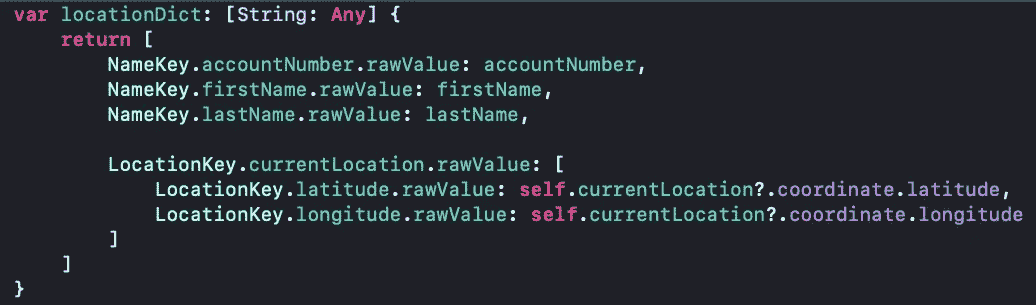 var locationDict: [String: Any] {
    return [
        NameKey.accountNumber.rawValue: accountNumber,
        NameKey.firstName.rawValue: firstName,
        NameKey.lastName.rawValue: lastName,

        LocationKey.currentLocation.rawValue: [
            LocationKey.latitude.rawValue: self.currentLocation?.coordinate.latitude,
            LocationKey.longitude.rawValue: self.currentLocation?.coordinate.longitude
        ]
    ]
}